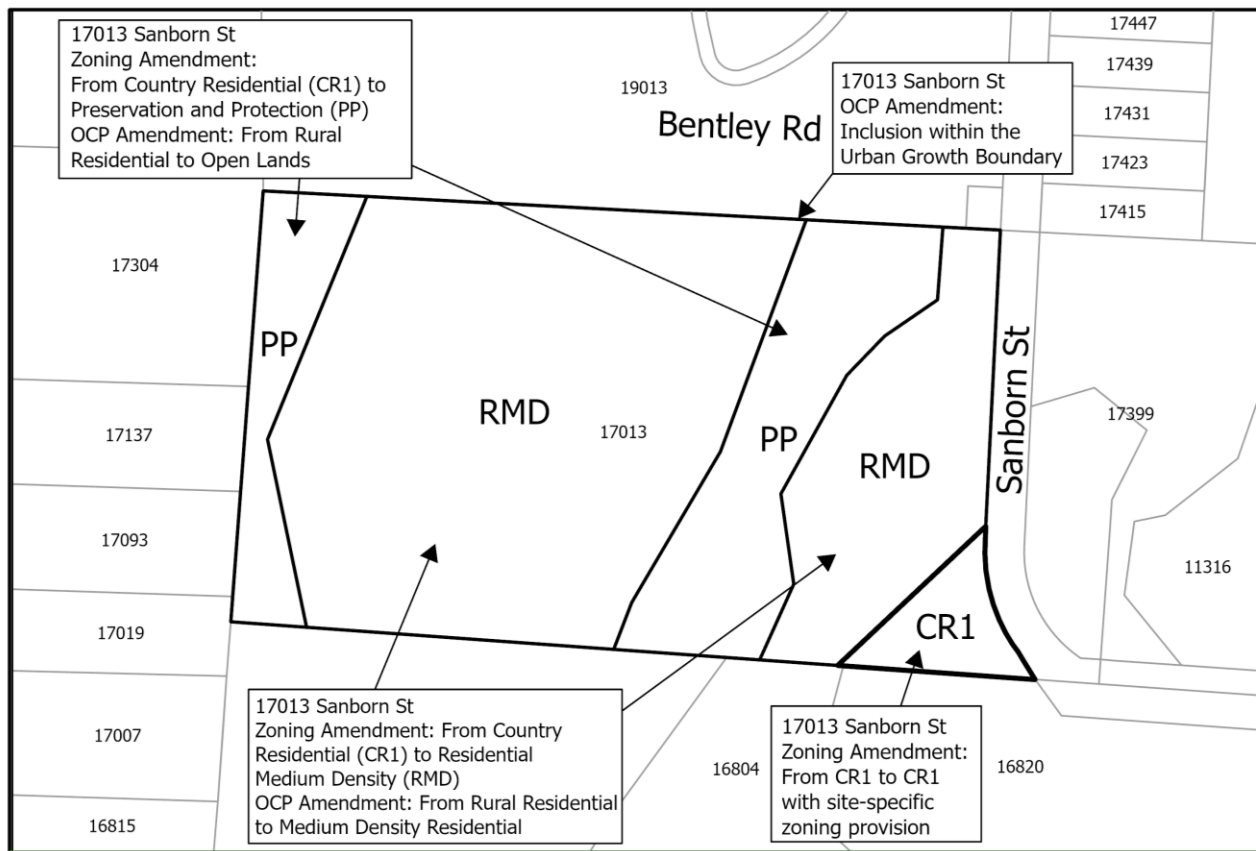 17013 Sanborn St
Zoning Amendment:
From Country Residential (CR1) to
Preservation and Protection (PP)
OCP Amendment: From Rural
Residential to Open Lands
19013
Bentley Rd
17013 Sanborn St
OCP Amendment:
Inclusion within the
Urban Growth Boundary
17447
17439
17431
17423
17415
17304
PP
RMD
17013
PP
RMD
Sanborn St
17399
17137
17093
11316
17019
CR1
17007
17013 Sanborn St
Zoning Amendment: From Country
Residential (CR1) to Residential
Medium Density (RMD)
OCP Amendment: From Rural Residential
to Medium Density Residential
16804
17013 Sanborn St
Zoning Amendment:
From CR1 to CR1
with site-specific
zoning provision
16820
16815